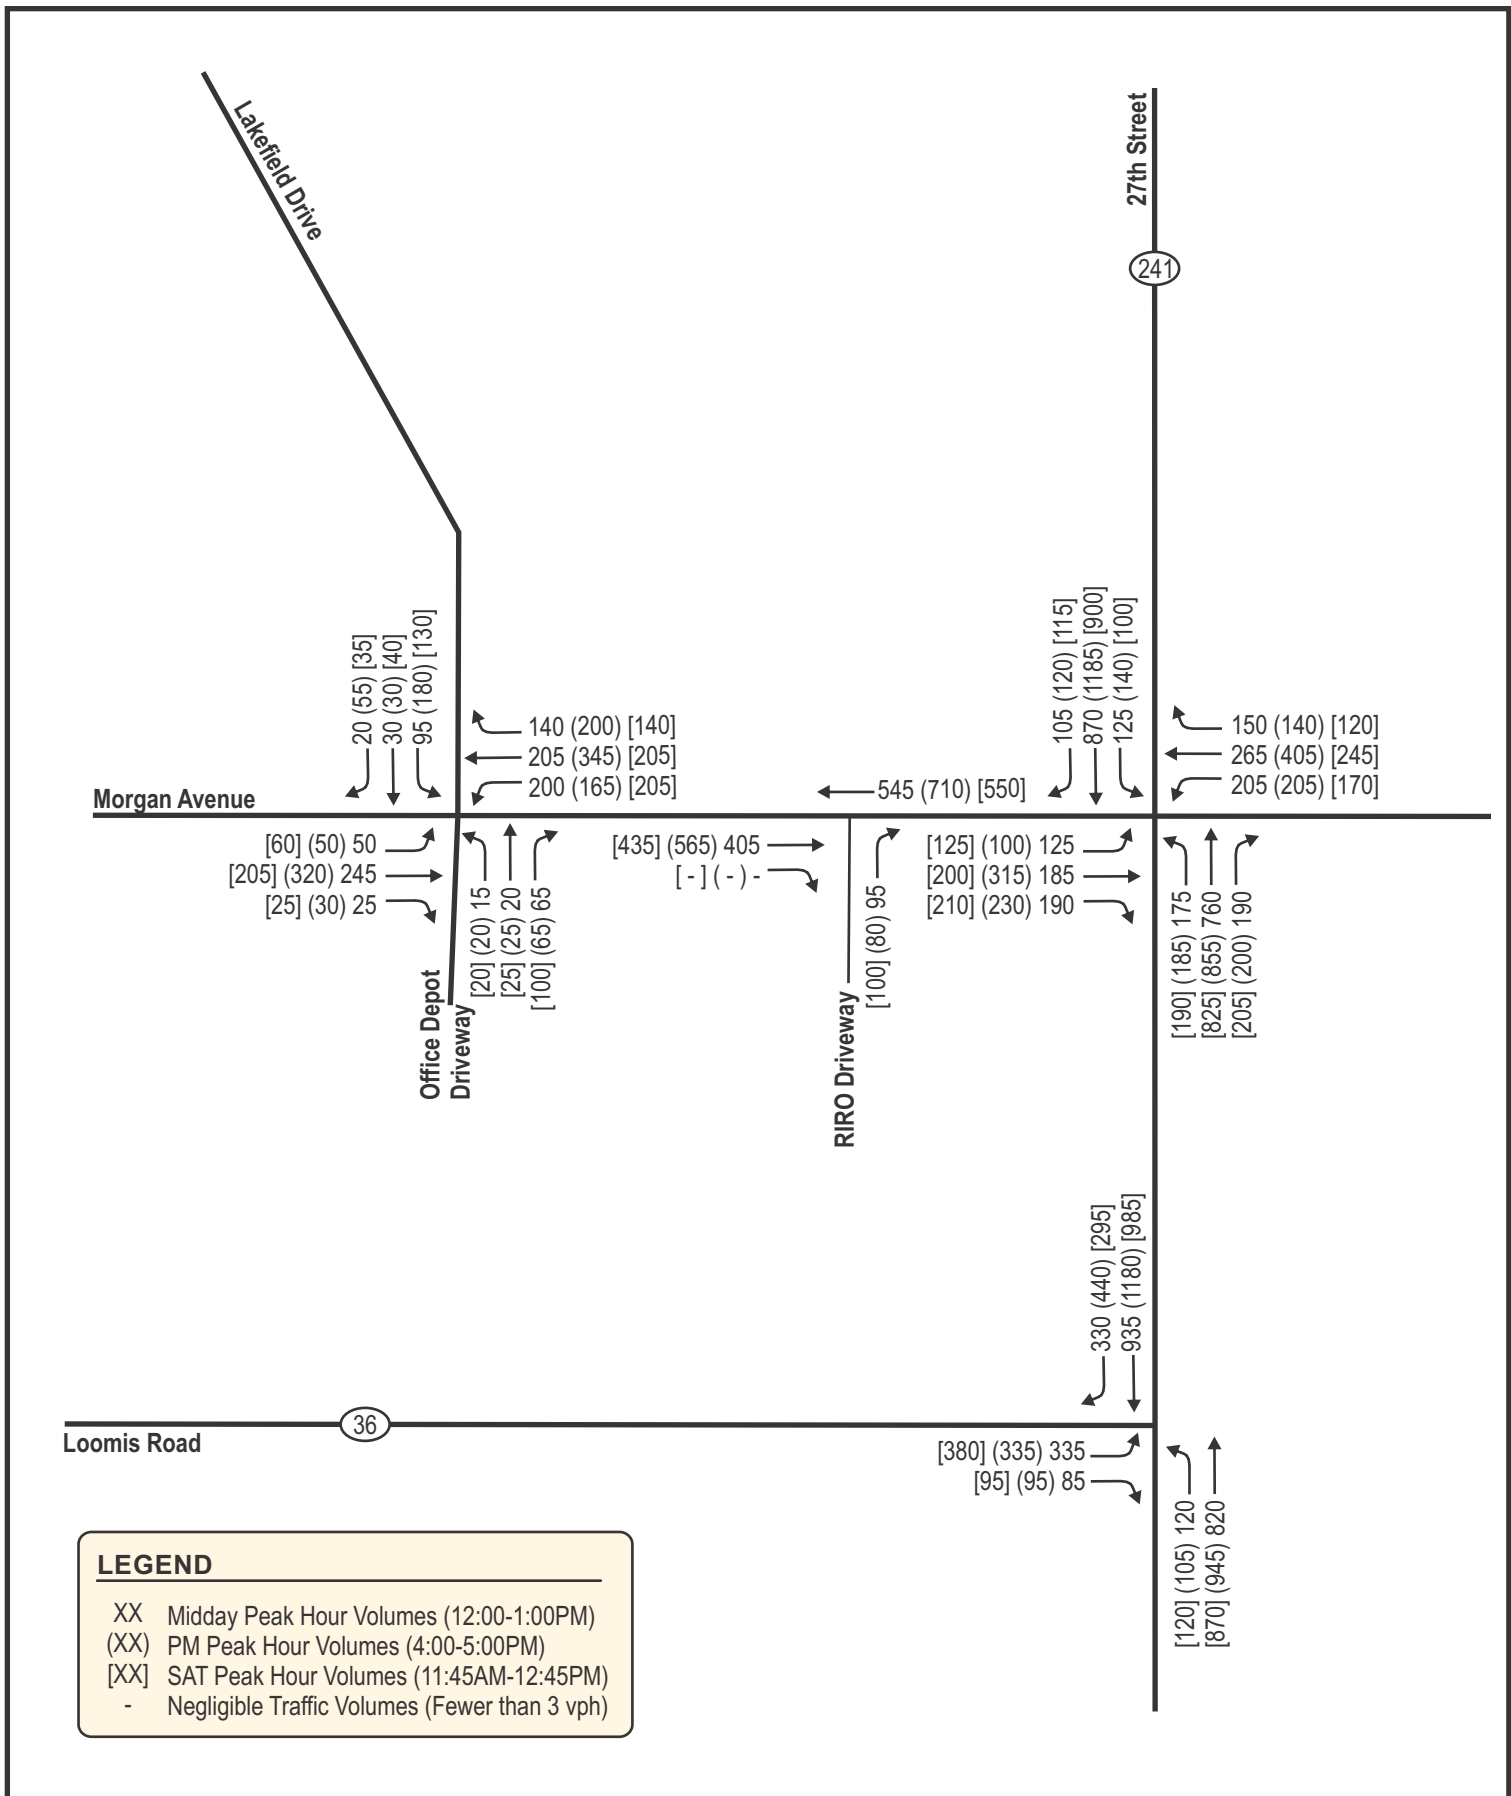 Lakefield Drive
27th Street
241
20 (55) [35]
30 (30) [40]
95 (180) [130]
140 (200) [140]
205 (345) [205]
200 (165) [205]
545 (710) [550]
105 (120) [115]
870 (1185) [900]
125 (140) [100]
150 (140) [120]
265 (405) [245]
205 (205) [170]
Morgan Avenue
[60] (50) 50
[205] (320) 245
[25] (30) 25
[20] (20) 15
[25] (25) 20
[100] (65) 65
Office Depot
Driveway
[435] (565) 405
[ - ] ( - ) -
RIRO Driveway
[100] (80) 95
[125] (100) 125
[200] (315) 185
[210] (230) 190
[190] (185) 175
[825] (855) 760
[205] (200) 190
330 (440) [295]
935 (1180) [985]
36
Loomis Road
[380] (335) 335
[95] (95) 85
[120] (105) 120
[870] (945) 820
LEGEND
XX Midday Peak Hour Volumes (12:00-1:00PM)
(XX) PM Peak Hour Volumes (4:00-5:00PM)
[XX] SAT Peak Hour Volumes (11:45AM-12:45PM)
- Negligible Traffic Volumes (Fewer than 3 vph)